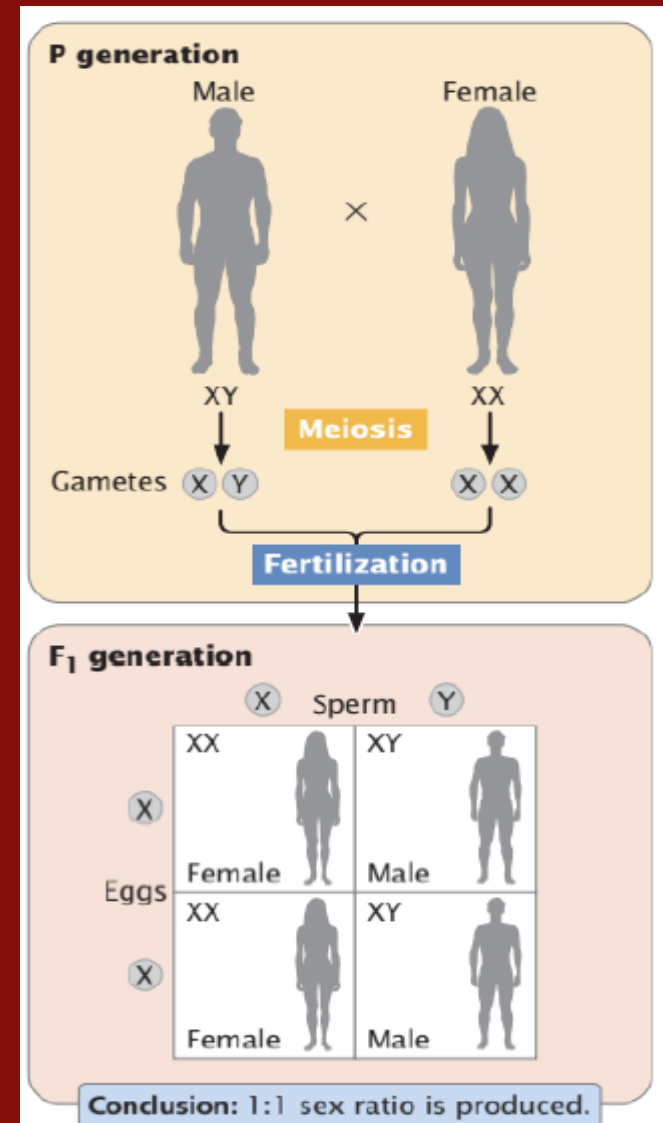 P generation
Male Female
×
XY XX
Meiosis
Gametes X Y X X
Fertilization
F₁ generation
X Sperm Y
XX XY
X
Female Male
Eggs
XX XY
X
Female Male
Conclusion: 1:1 sex ratio is produced.